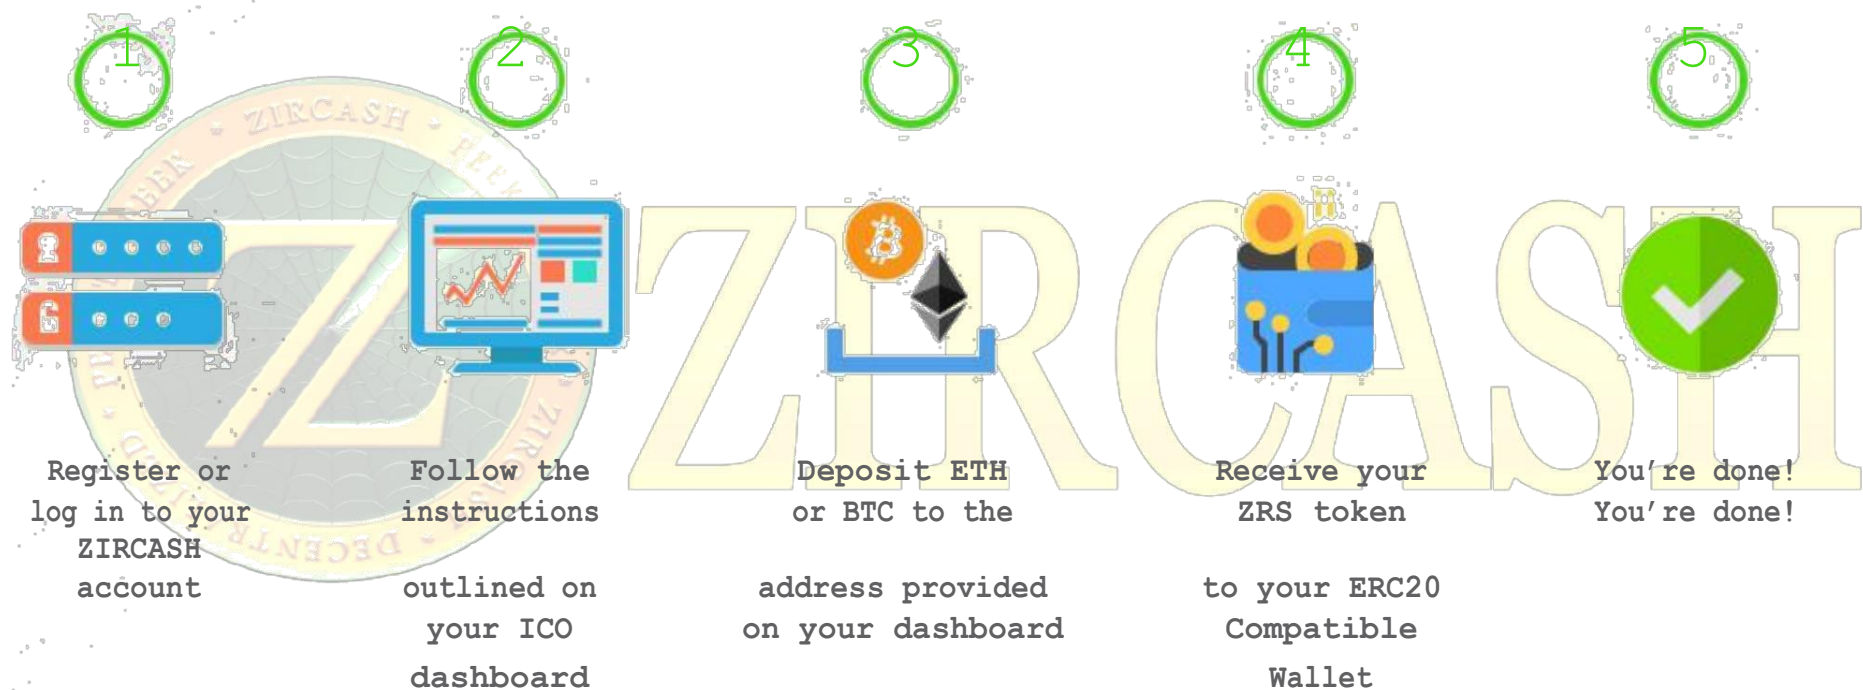 1
2
3
4
5
ZIRCASH
ZIRCASH
Register or
log in to your
ZIRCASH
account
Follow the
instructions
outlined on
your ICO
dashboard
Deposit ETH
or BTC to the
address provided
on your dashboard
Receive your
ZRS token
to your ERC20
Compatible
Wallet
You're done!
You're done!